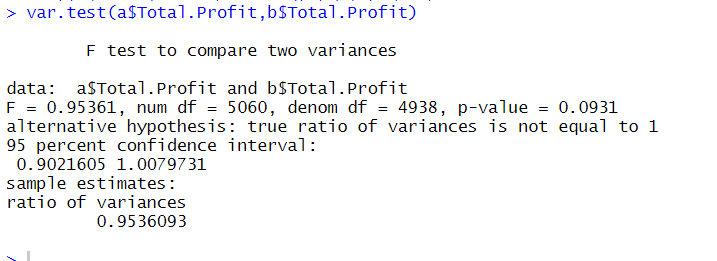 > var.test(a$Total.Profit,b$Total.Profit)
F test to compare two variances
data:  a$Total.Profit and b$Total.Profit
F = 0.95361, num df = 5060, denom df = 4938, p-value = 0.0931
alternative hypothesis: true ratio of variances is not equal to 1
95 percent confidence interval:
 0.9021605 1.0079731
sample estimates:
ratio of variances
0.9536093
>